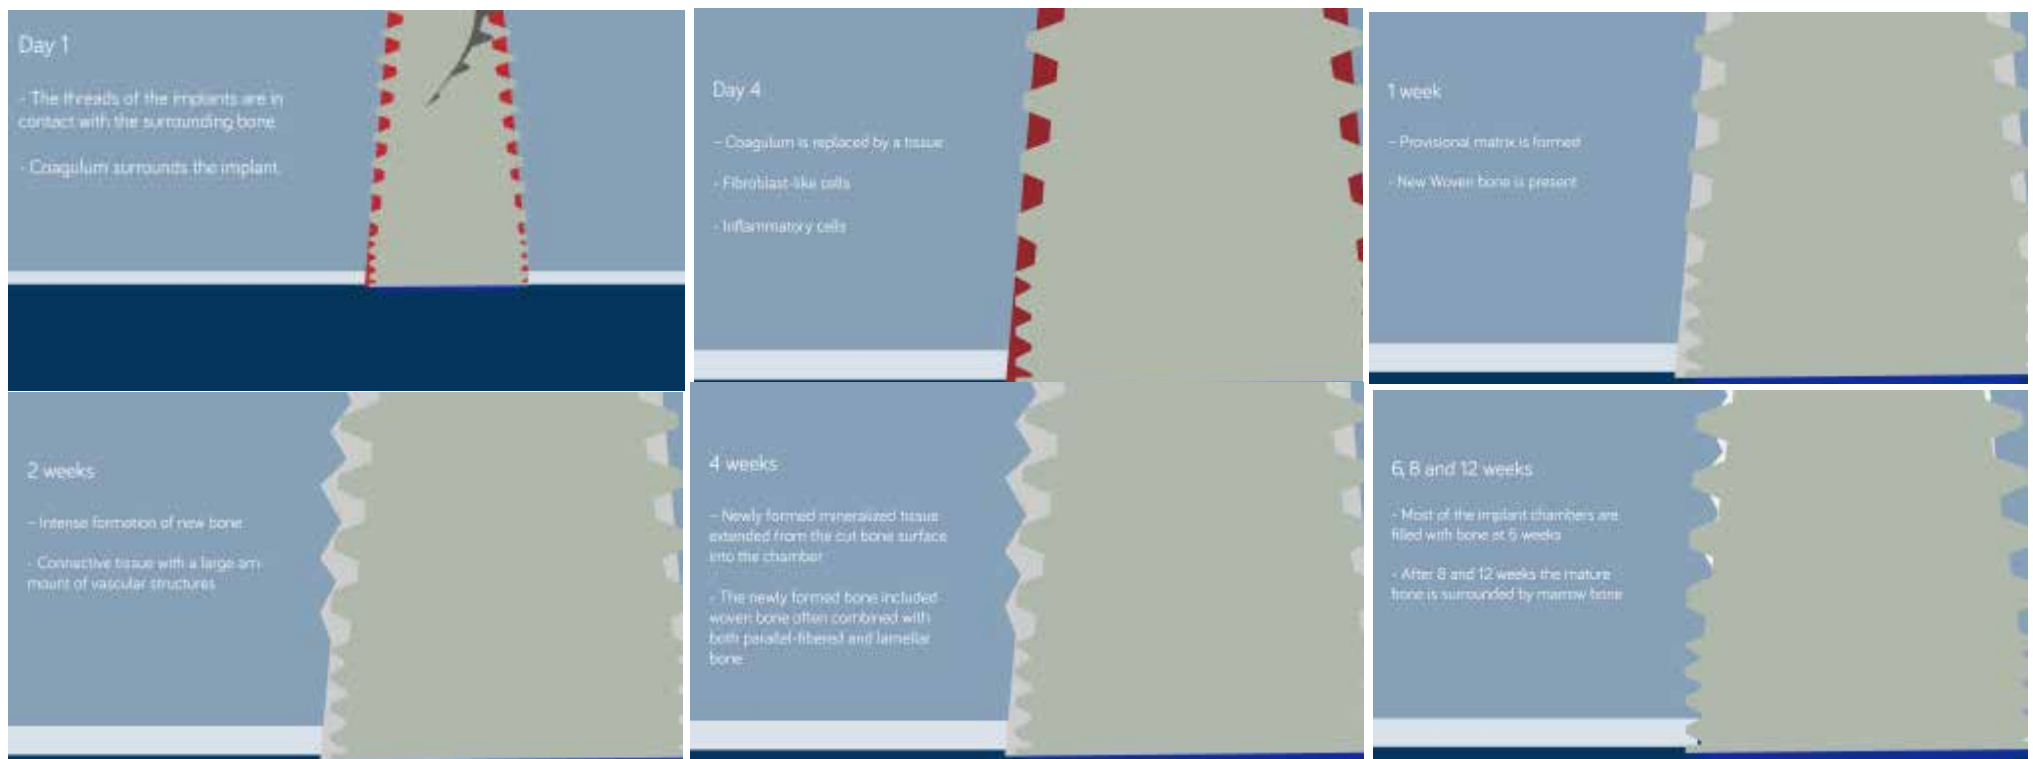 Day 1
- The threads of the implants are in
contact with the surrounding bone
- Coagulum surrounds the implant.
Day 4
- Coagulum is replaced by a tissue
- Fibroblast-like cells
- Inflammatory cells
1 week
- Provisional matrix is formed
- New Woven bone is present
2 weeks
- Intense formation of new bone
- Connective tissue with a large am-
mount of vascular structures
4 weeks
- Newly formed mineralized tissue
extended from the cut bone surface
into the chamber
- The newly formed bone included
woven bone often combined with
both parallel-fibered and lamellar
bone
6, 8 and 12 weeks
- Most of the implant chambers are
filled with bone at 6 weeks
- After 8 and 12 weeks the mature
bone is surrounded by marrow bone